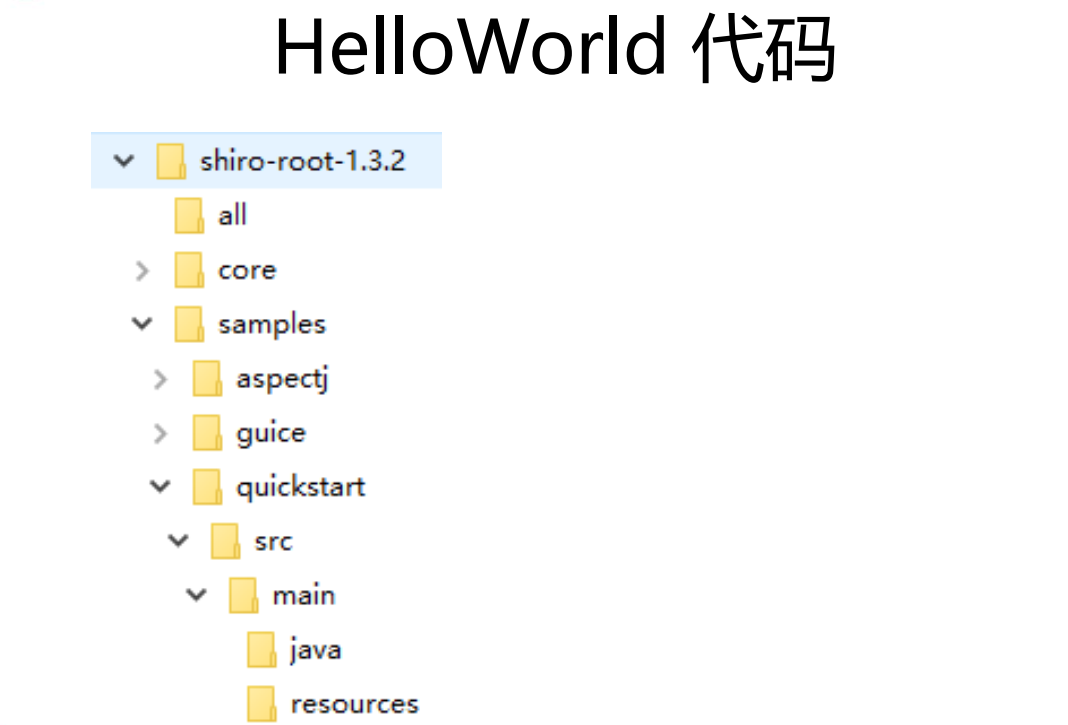 HelloWorld 代码
shiro-root-1.3.2
all
core
samples
aspectj
guice
quickstart
src
main
java
resources